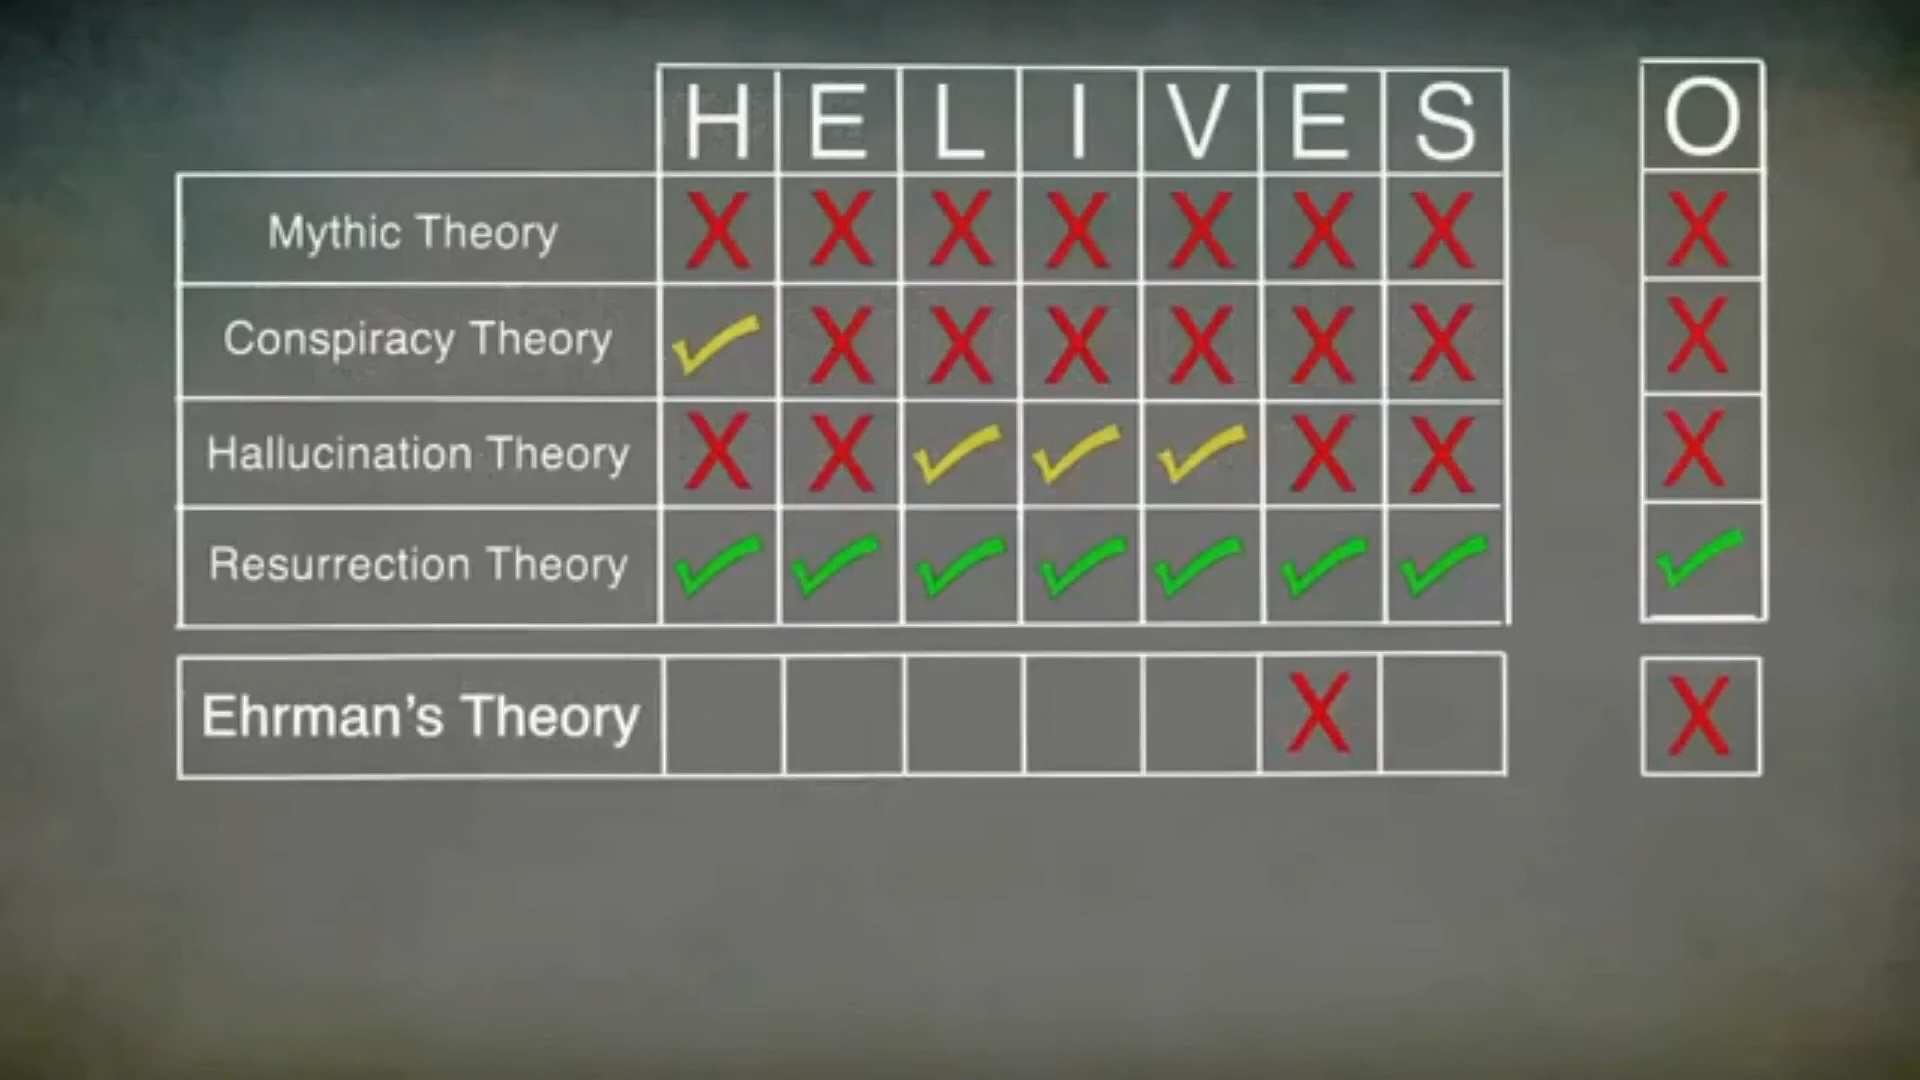 H E L I V E S O
Mythic Theory X X X X X X X X
Conspiracy Theory ✓ X X X X X X X
Hallucination Theory X X ✓ ✓ ✓ X X X
Resurrection Theory ✓ ✓ ✓ ✓ ✓ ✓ ✓ ✓
Ehrman's Theory X X